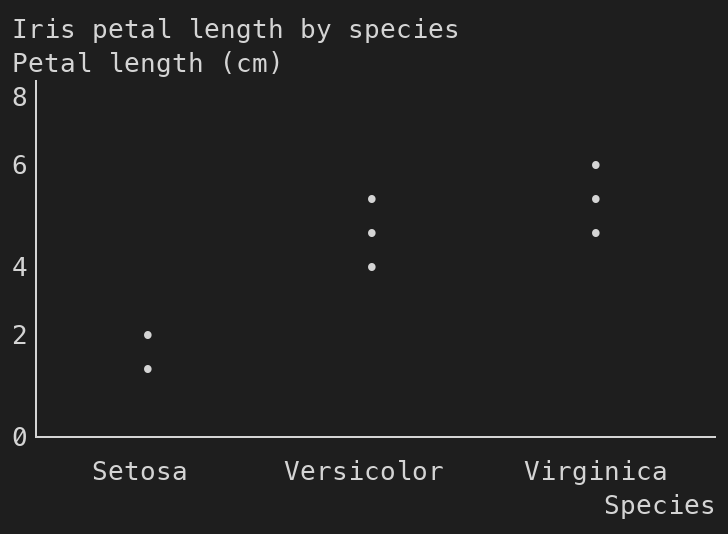 Iris petal length by species
Petal length (cm)
8
6
4
2
0
Setosa Versicolor Virginica
Species